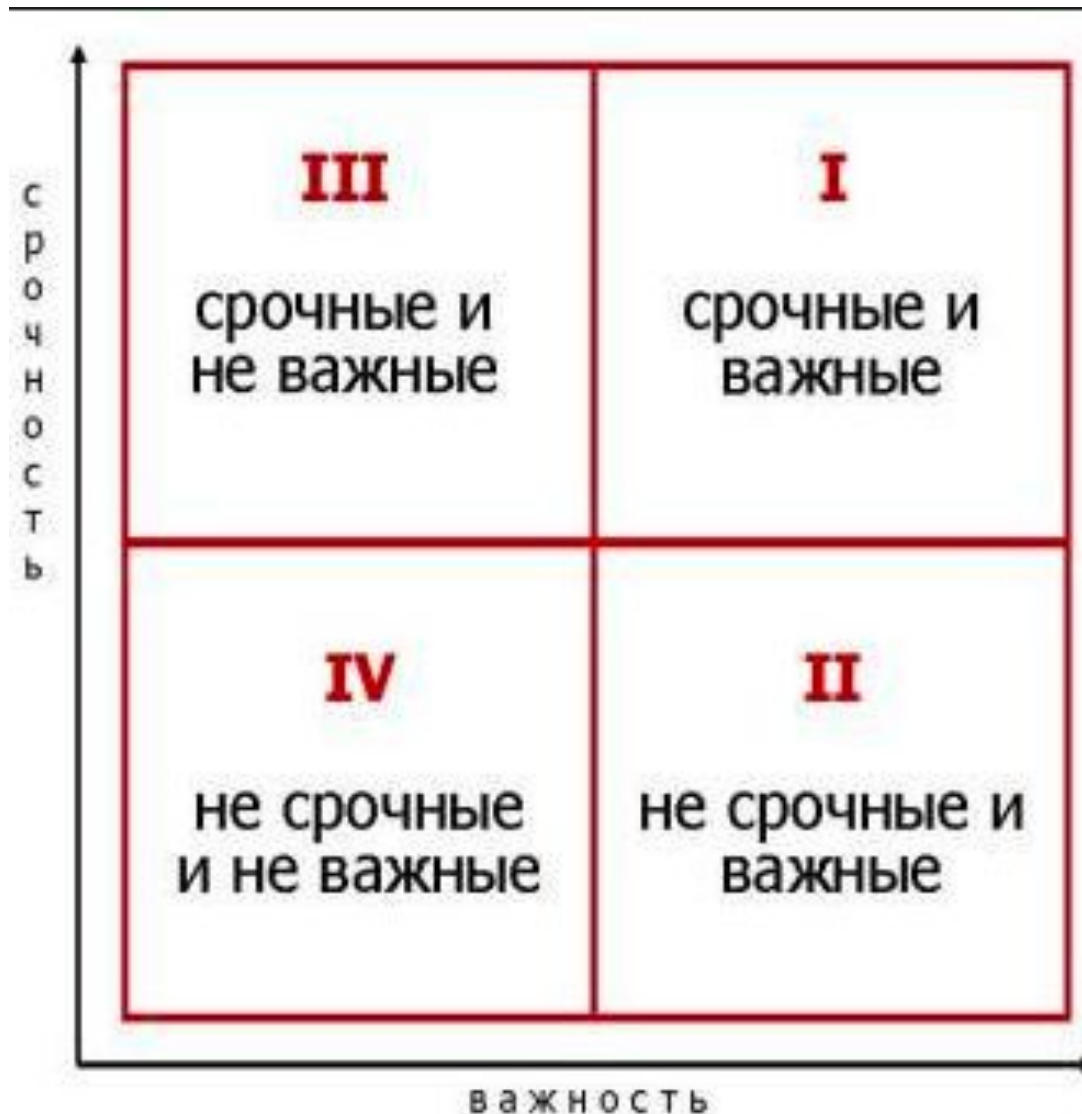 срочность
III
срочные и
не важные
I
срочные и
важные
IV
не срочные
и не важные
II
не срочные и
важные
важность